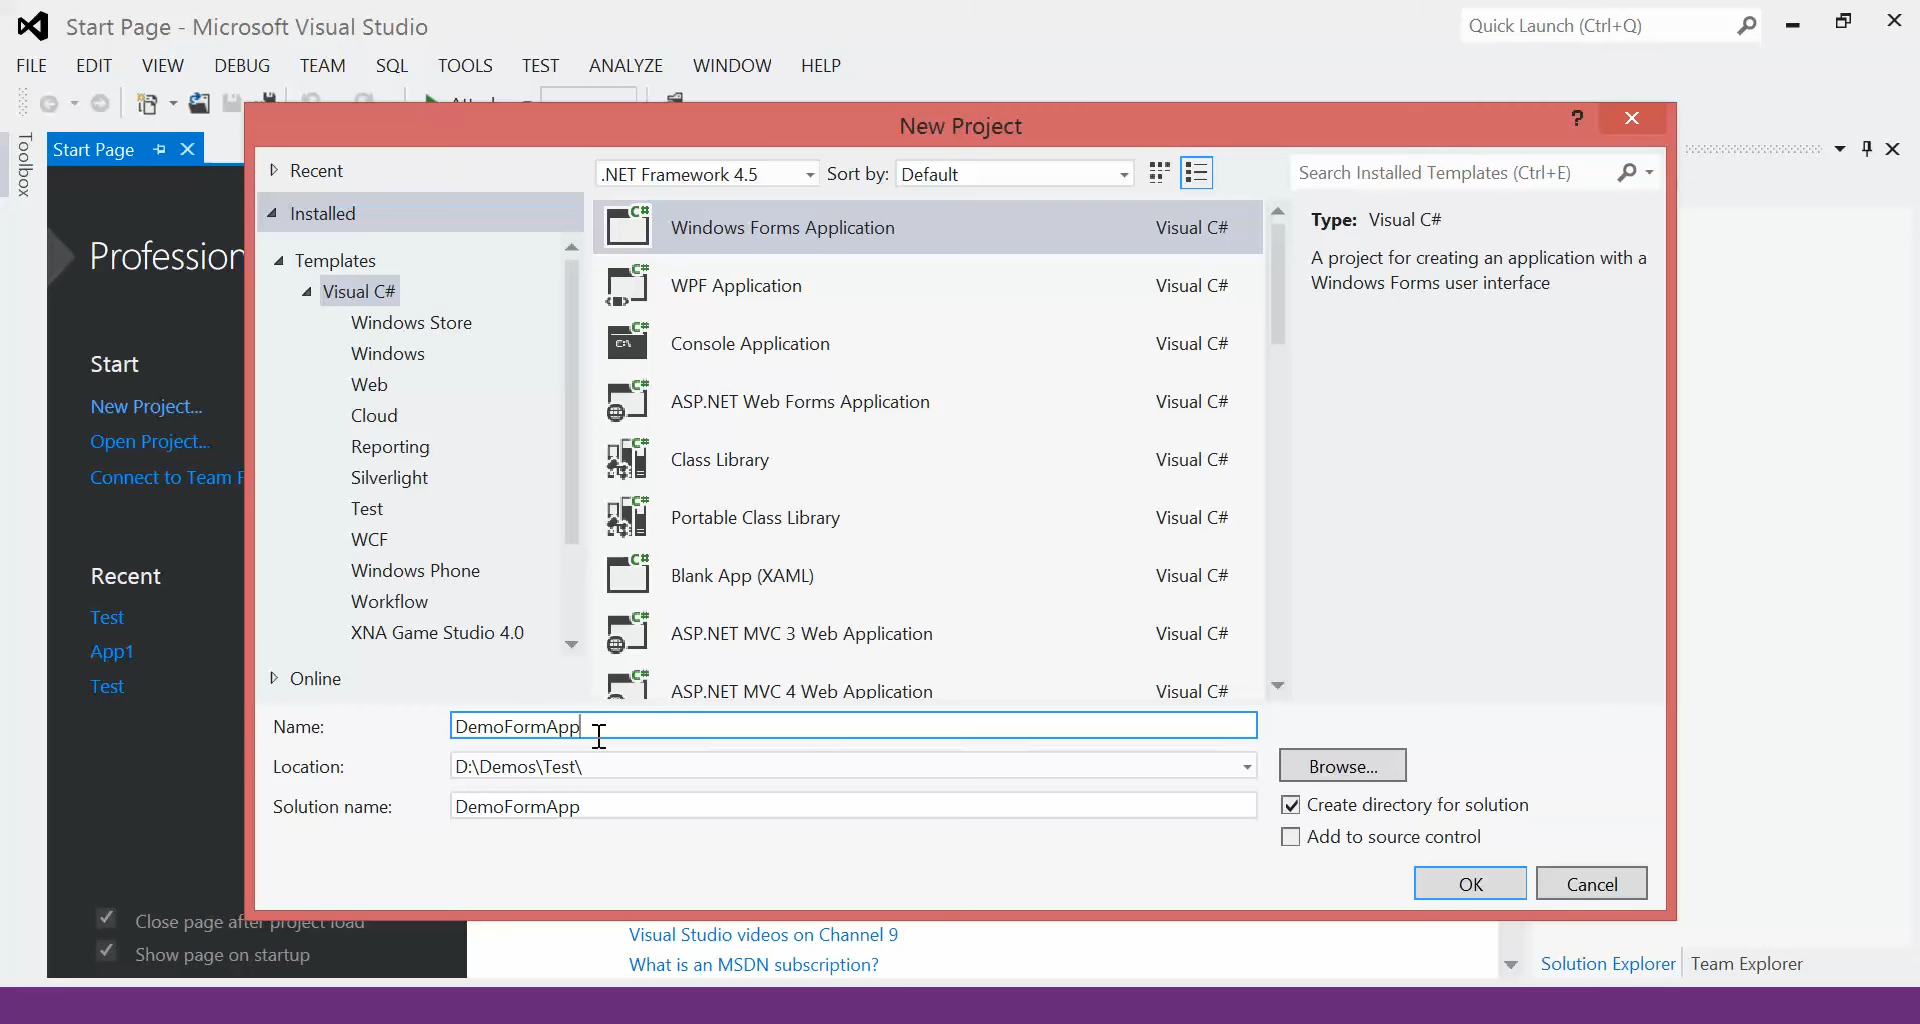 Start Page - Microsoft Visual Studio
Quick Launch (Ctrl+Q)
FILE EDIT VIEW DEBUG TEAM SQL TOOLS TEST ANALYZE WINDOW HELP
New Project
?
Toolbox
Start Page
Recent
.NET Framework 4.5
Sort by: Default
Search Installed Templates (Ctrl+E)
Installed
Templates
Visual C#
Windows Store
Windows
Web
Cloud
Reporting
Silverlight
Test
WCF
Windows Phone
Workflow
XNA Game Studio 4.0
Online
C# Windows Forms Application Visual C#
C# WPF Application Visual C#
C# C:\ Console Application Visual C#
C# ASP.NET Web Forms Application Visual C#
C# Class Library Visual C#
C# Portable Class Library Visual C#
C# Blank App (XAML) Visual C#
C# ASP.NET MVC 3 Web Application Visual C#
C# ASP.NET MVC 4 Web Application Visual C#
Type: Visual C#
A project for creating an application with a
Windows Forms user interface
Profession
Start
New Project...
Open Project...
Connect to Team F
Recent
Test
App1
Test
Name: DemoFormApp
Location: D:\Demos\Test\
Browse...
Solution name: DemoFormApp
Create directory for solution
Add to source control
OK
Cancel
Close page after project load
Show page on startup
Visual Studio videos on Channel 9
What is an MSDN subscription?
Solution Explorer
Team Explorer